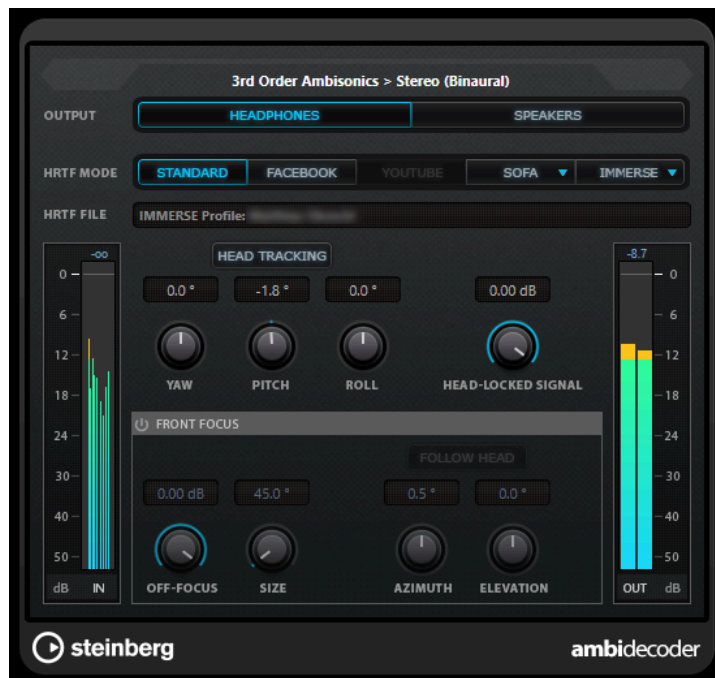 3rd Order Ambisonics > Stereo (Binaural)
OUTPUT HEADPHONES SPEAKERS
HRTF MODE STANDARD FACEBOOK YOUTUBE SOFA IMMERSE
HRTF FILE IMMERSE Profile:
-∞ HEAD TRACKING -8.7
0 0
0.0 ° -1.8 ° 0.0 ° 0.00 dB
6 6
12 12
YAW PITCH ROLL HEAD-LOCKED SIGNAL
18 18
FRONT FOCUS
24 24
FOLLOW HEAD
30 30
0.00 dB 45.0 ° 0.5 ° 0.0 °
40 40
50 50
dB IN OFF-FOCUS SIZE AZIMUTH ELEVATION OUT dB
steinberg ambidecoder